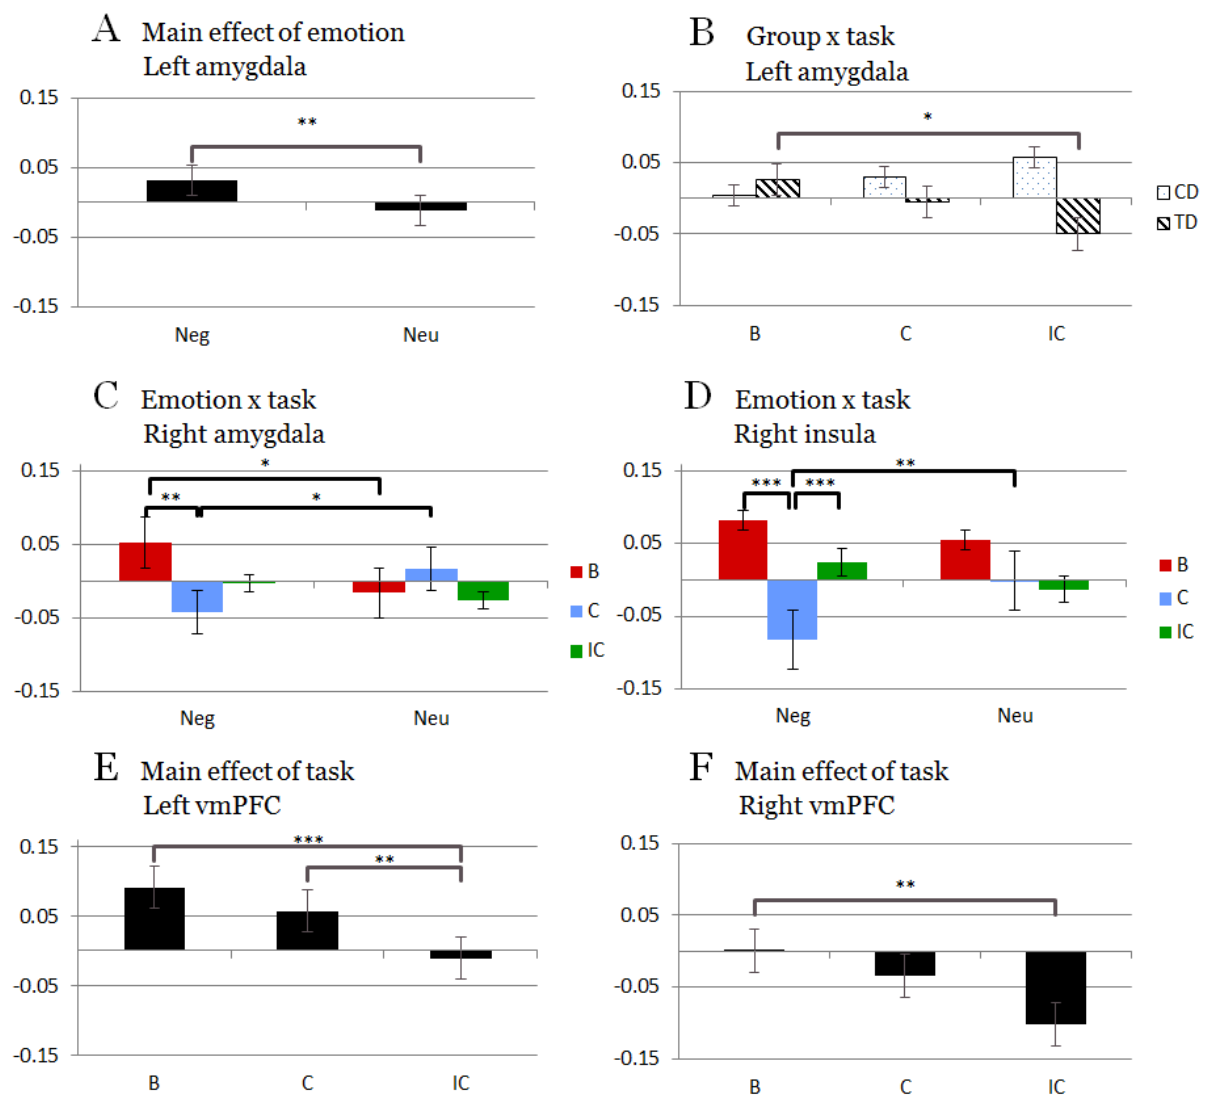 A Main effect of emotion
Left amygdala
0.15
0.05
-0.05
-0.15
**
Neg Neu
B Group x task
Left amygdala
0.15
0.05
-0.05
-0.15
*
B C IC
CD
TD
C Emotion x task
Right amygdala
0.15
0.05
-0.05
-0.15
*
** *
Neg Neu
B
C
IC
D Emotion x task
Right insula
0.15
0.05
-0.05
-0.15
**
*** ***
Neg Neu
B
C
IC
E Main effect of task
Left vmPFC
0.15
0.05
-0.05
-0.15
***
**
B C IC
F Main effect of task
Right vmPFC
0.15
0.05
-0.05
-0.15
**
B C IC